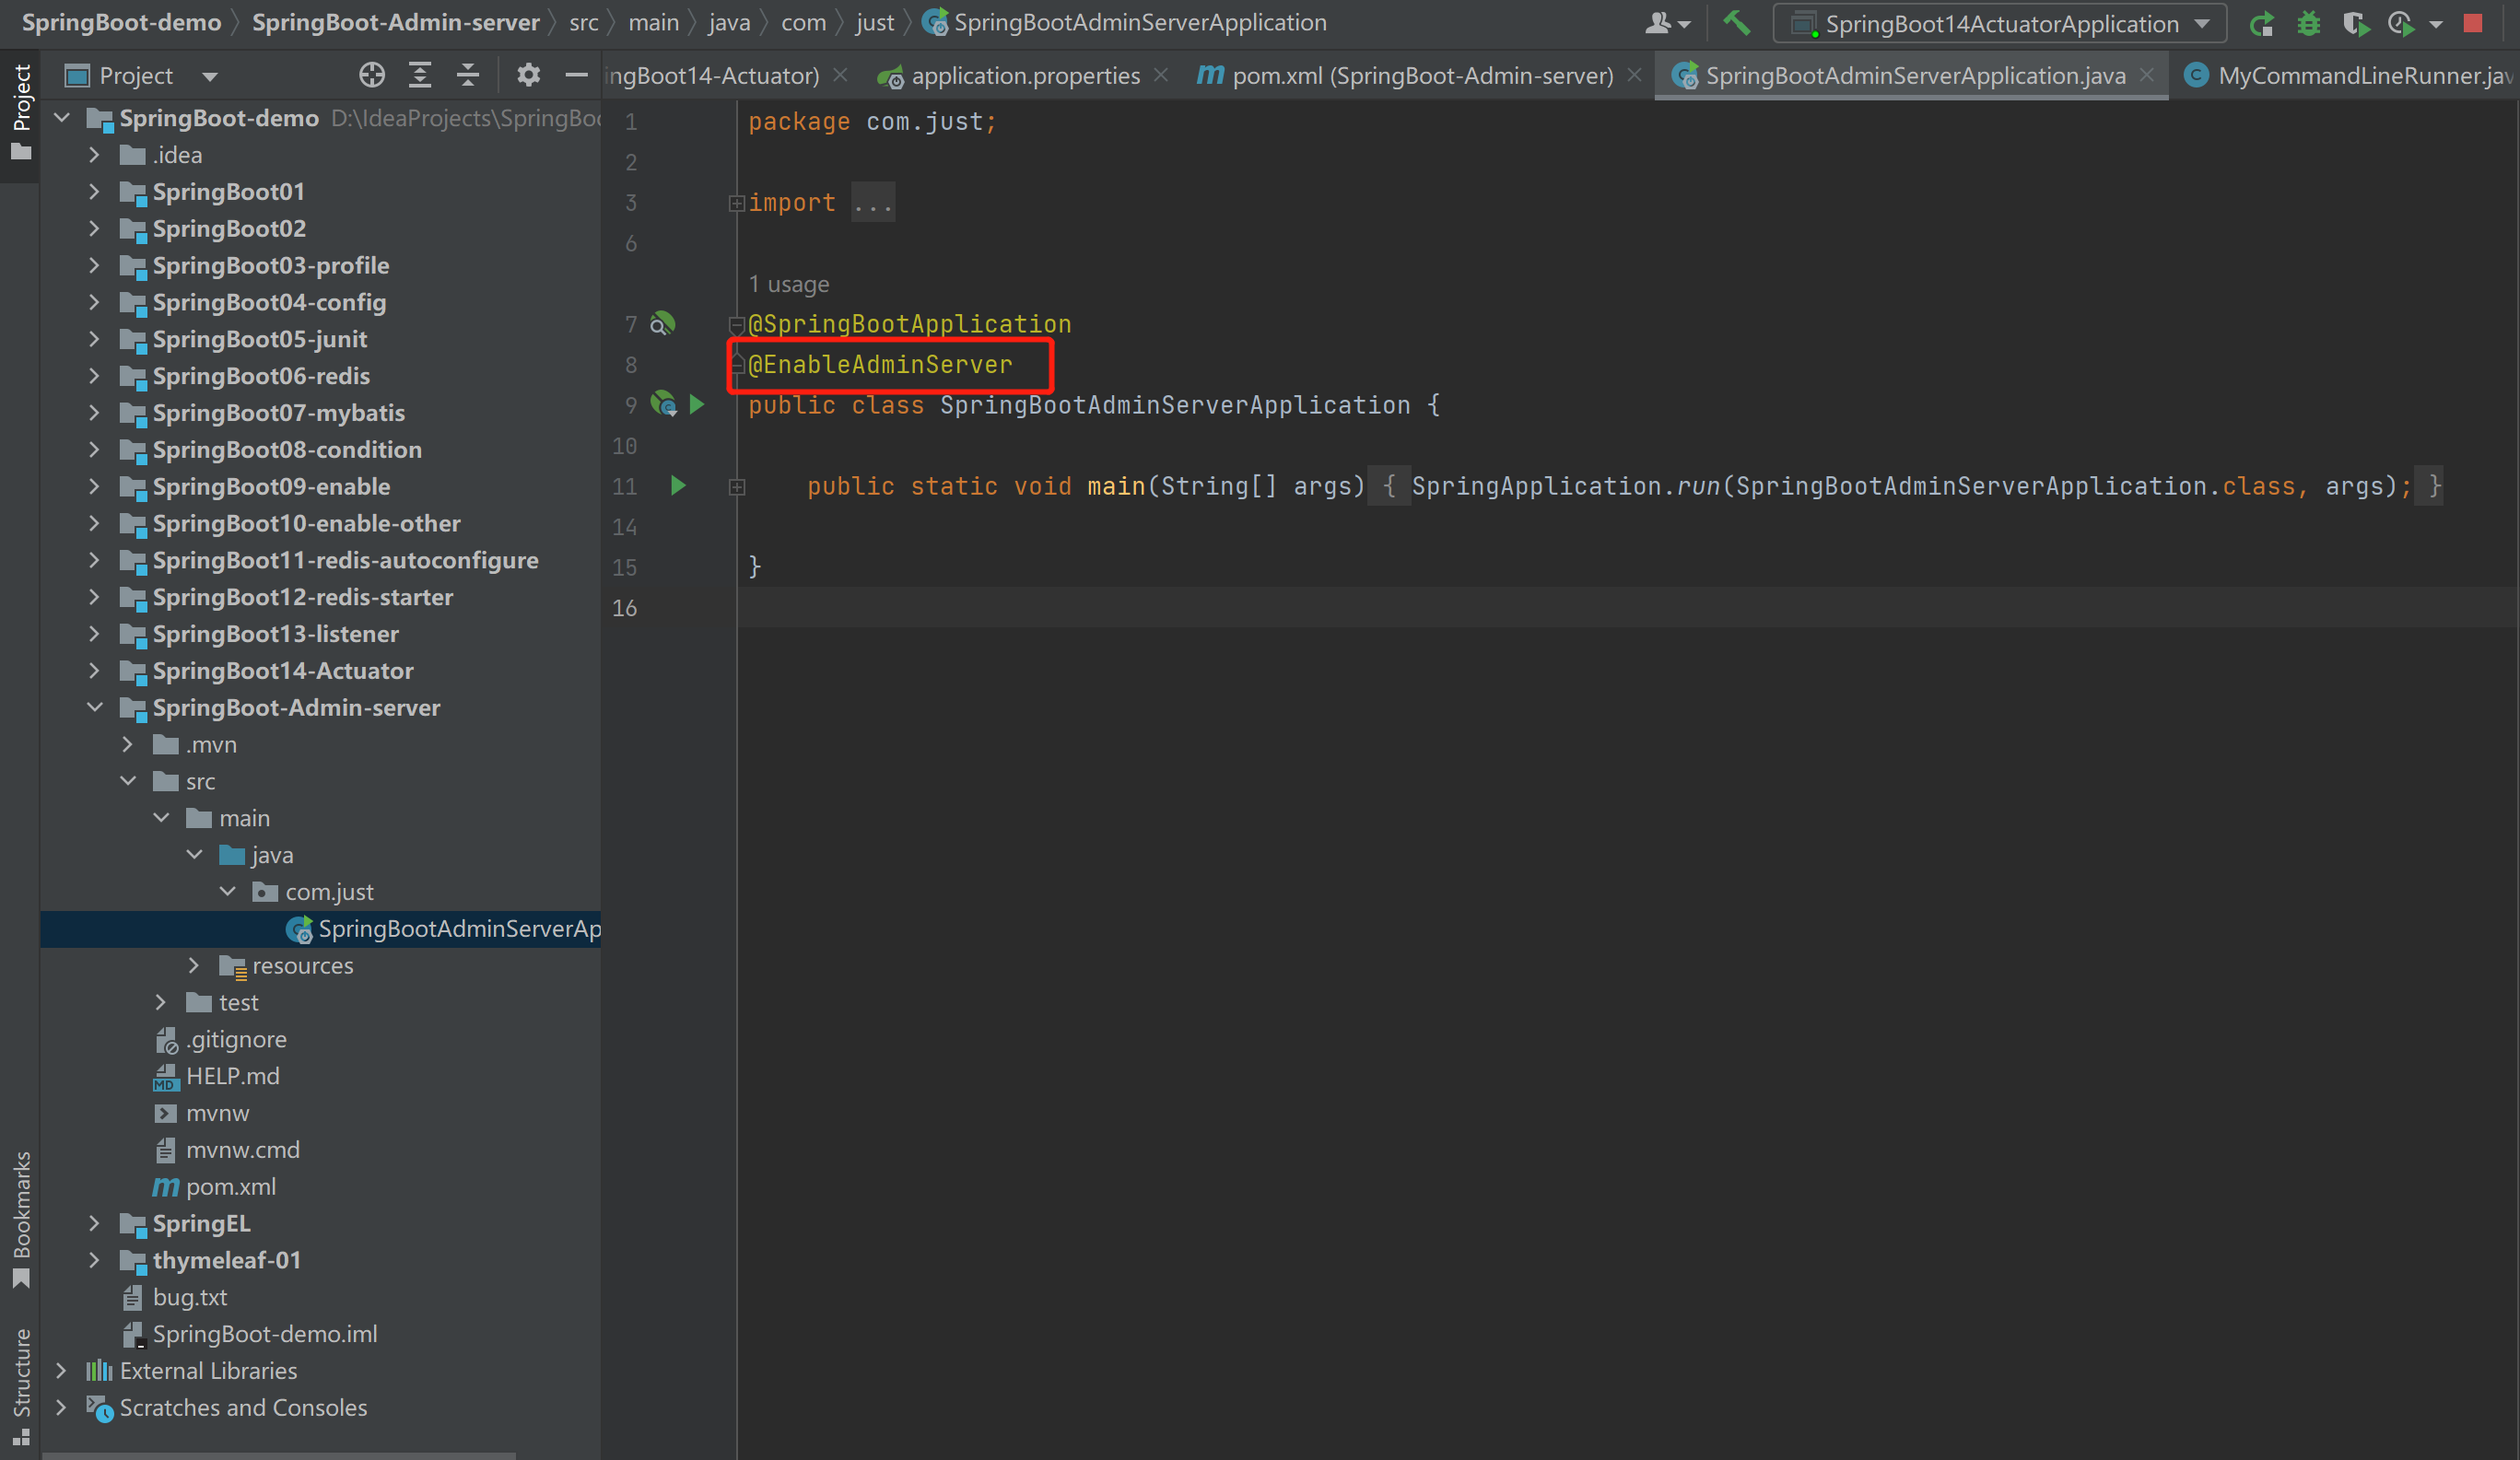 SpringBoot-demo SpringBoot-Admin-server src main java com just SpringBootAdminServerApplication SpringBoot14ActuatorApplication
Project
Project
ingBoot14-Actuator) application.properties m pom.xml (SpringBoot-Admin-server) SpringBootAdminServerApplication.java C MyCommandLineRunner.jav
SpringBoot-demo D:\IdeaProjects\SpringBoo
.idea
SpringBoot01
SpringBoot02
SpringBoot03-profile
SpringBoot04-config
SpringBoot05-junit
SpringBoot06-redis
SpringBoot07-mybatis
SpringBoot08-condition
SpringBoot09-enable
SpringBoot10-enable-other
SpringBoot11-redis-autoconfigure
SpringBoot12-redis-starter
SpringBoot13-listener
SpringBoot14-Actuator
SpringBoot-Admin-server
.mvn
src
main
java
com.just
SpringBootAdminServerAp
resources
test
.gitignore
MD HELP.md
mvnw
mvnw.cmd
m pom.xml
SpringEL
thymeleaf-01
bug.txt
SpringBoot-demo.iml
External Libraries
Scratches and Consoles
Bookmarks
Structure
1 package com.just;
2
3 import ...
6
1 usage
7 @SpringBootApplication
8 @EnableAdminServer
9 public class SpringBootAdminServerApplication {
10
11 public static void main(String[] args) { SpringApplication.run(SpringBootAdminServerApplication.class, args); }
14
15 }
16